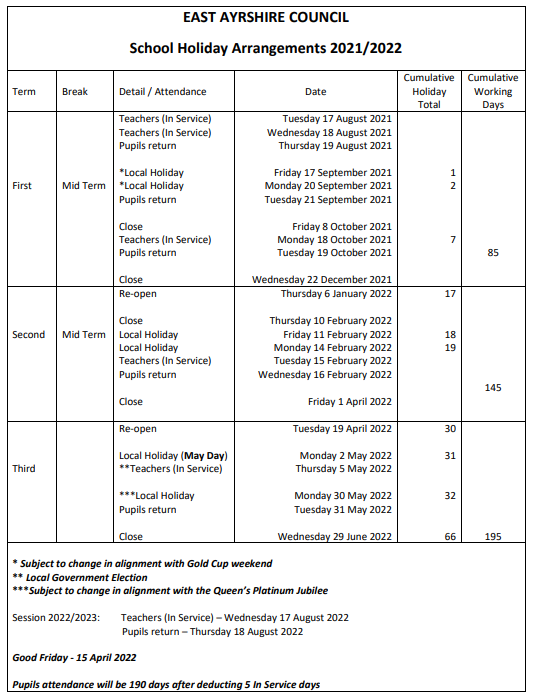 EAST AYRSHIRE COUNCIL
School Holiday Arrangements 2021/2022
Term Break Detail / Attendance Date Cumulative Holiday Total Cumulative Working Days
Teachers (In Service) Tuesday 17 August 2021
Teachers (In Service) Wednesday 18 August 2021
Pupils return Thursday 19 August 2021
*Local Holiday Friday 17 September 2021 1
First Mid Term *Local Holiday Monday 20 September 2021 2
Pupils return Tuesday 21 September 2021
Close Friday 8 October 2021
Teachers (In Service) Monday 18 October 2021 7
Pupils return Tuesday 19 October 2021 85
Close Wednesday 22 December 2021
Re-open Thursday 6 January 2022 17
Close Thursday 10 February 2022
Second Mid Term Local Holiday Friday 11 February 2022 18
Local Holiday Monday 14 February 2022 19
Teachers (In Service) Tuesday 15 February 2022
Pupils return Wednesday 16 February 2022
145
Close Friday 1 April 2022
Re-open Tuesday 19 April 2022 30
Local Holiday (May Day) Monday 2 May 2022 31
Third **Teachers (In Service) Thursday 5 May 2022
***Local Holiday Monday 30 May 2022 32
Pupils return Tuesday 31 May 2022
Close Wednesday 29 June 2022 66 195
* Subject to change in alignment with Gold Cup weekend
** Local Government Election
***Subject to change in alignment with the Queen's Platinum Jubilee
Session 2022/2023: Teachers (In Service) – Wednesday 17 August 2022
Pupils return – Thursday 18 August 2022
Good Friday - 15 April 2022
Pupils attendance will be 190 days after deducting 5 In Service days